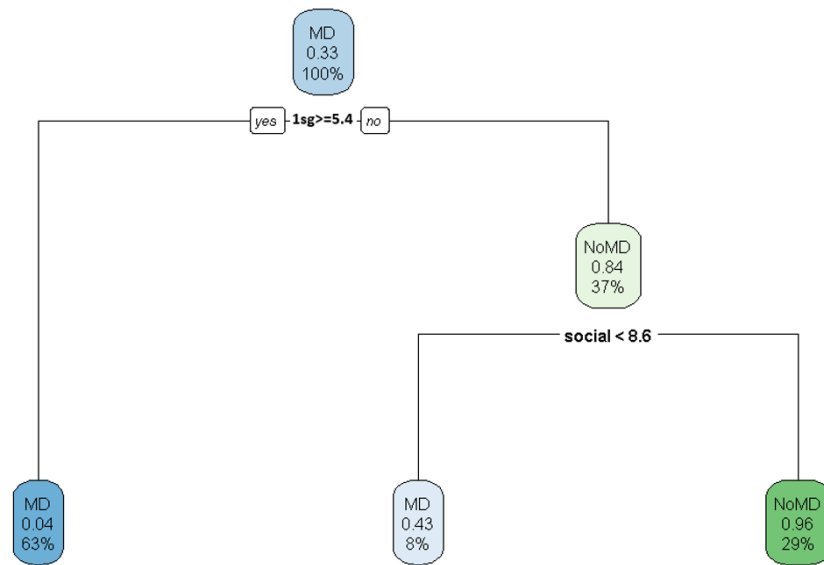 MD
0.33
100%
yes 1sg>=5.4 no
NoMD
0.84
37%
social < 8.6
MD
0.04
63%
MD
0.43
8%
NoMD
0.96
29%